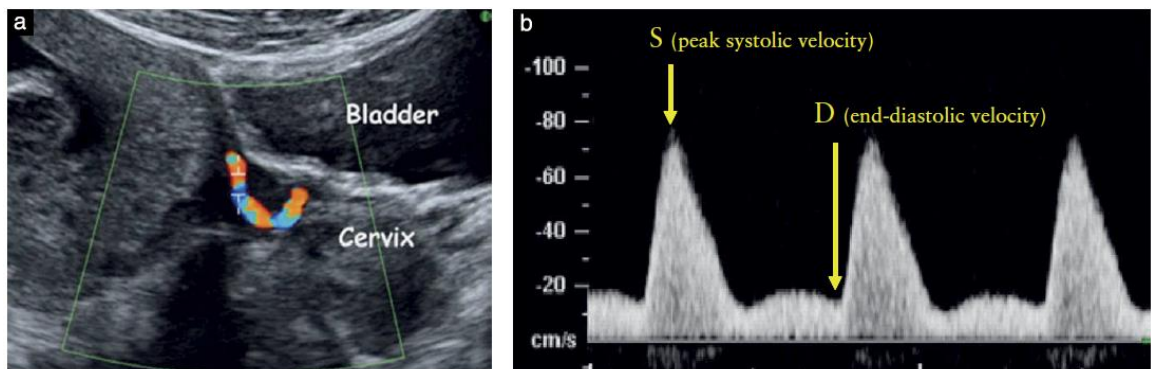 a
Bladder
Cervix
b
S (peak systolic velocity)
D (end-diastolic velocity)
-100
-80
-60
-40
-20
cm/s